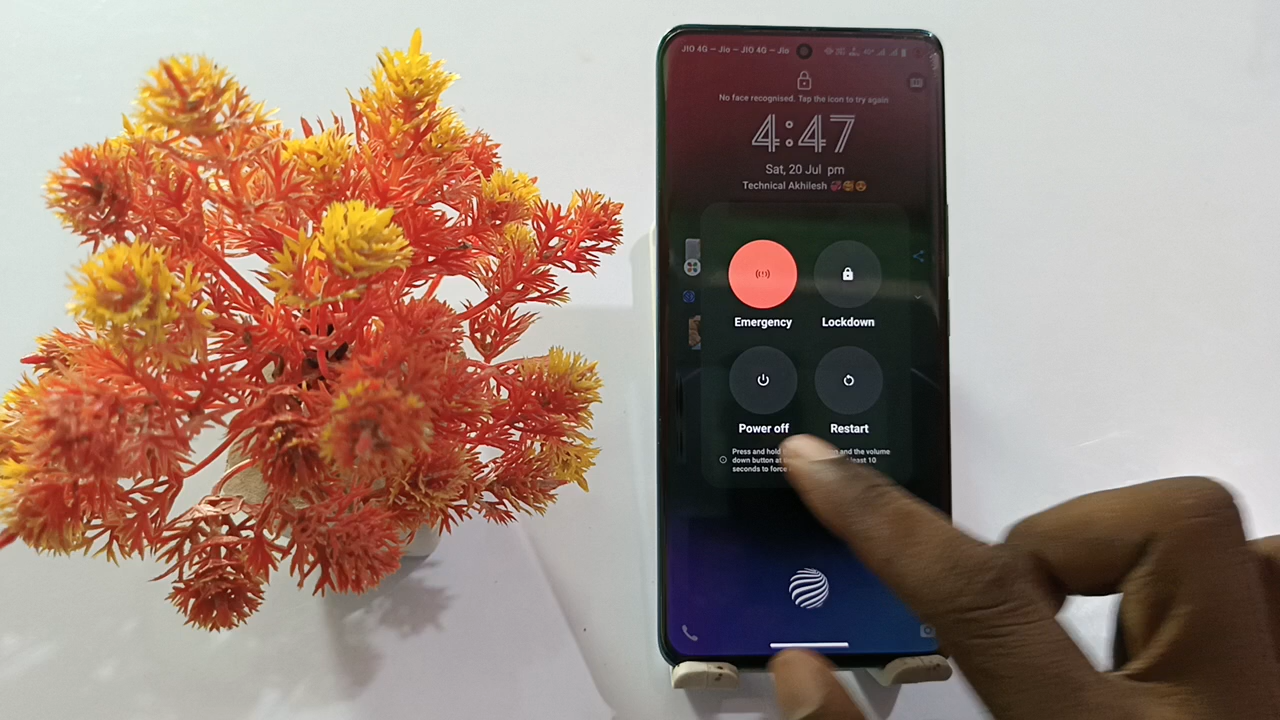 JIO 4G — Jio — JIO 4G — Jio
No face recognised. Tap the icon to try again
4:47
Sat, 20 Jul pm
Technical Akhilesh 💞🥰😍
Emergency
Lockdown
Power off
Restart
Press and hold and the volume
down button at least 10
seconds to force